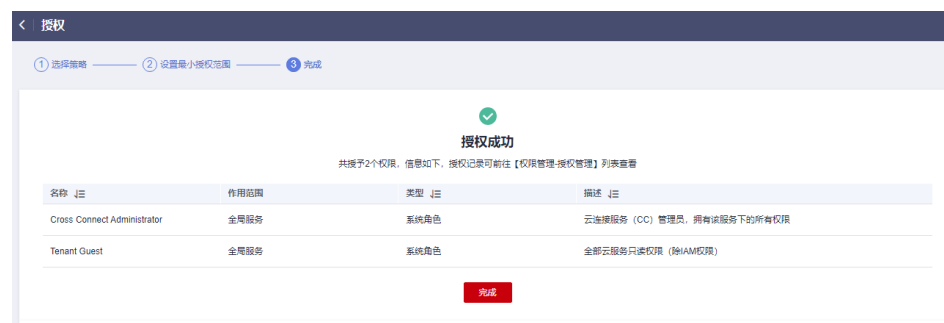 授权
1 选择策略 2 设置最小授权范围 3 完成
授权成功
共授予2个权限，信息如下，授权记录可前往【权限管理-授权管理】列表查看
名称 作用范围 类型 描述
Cross Connect Administrator 全局服务 系统角色 云连接服务（CC）管理员，拥有该服务下的所有权限
Tenant Guest 全局服务 系统角色 全部云服务只读权限（除IAM权限）
完成